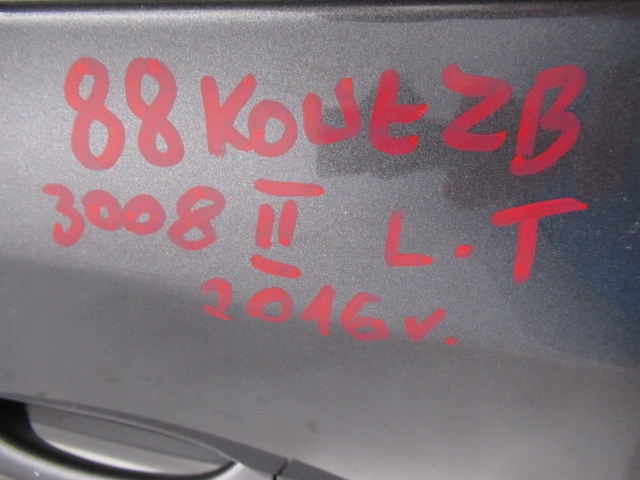 88 KOUt ZB
3008 II L.T
2016 r.